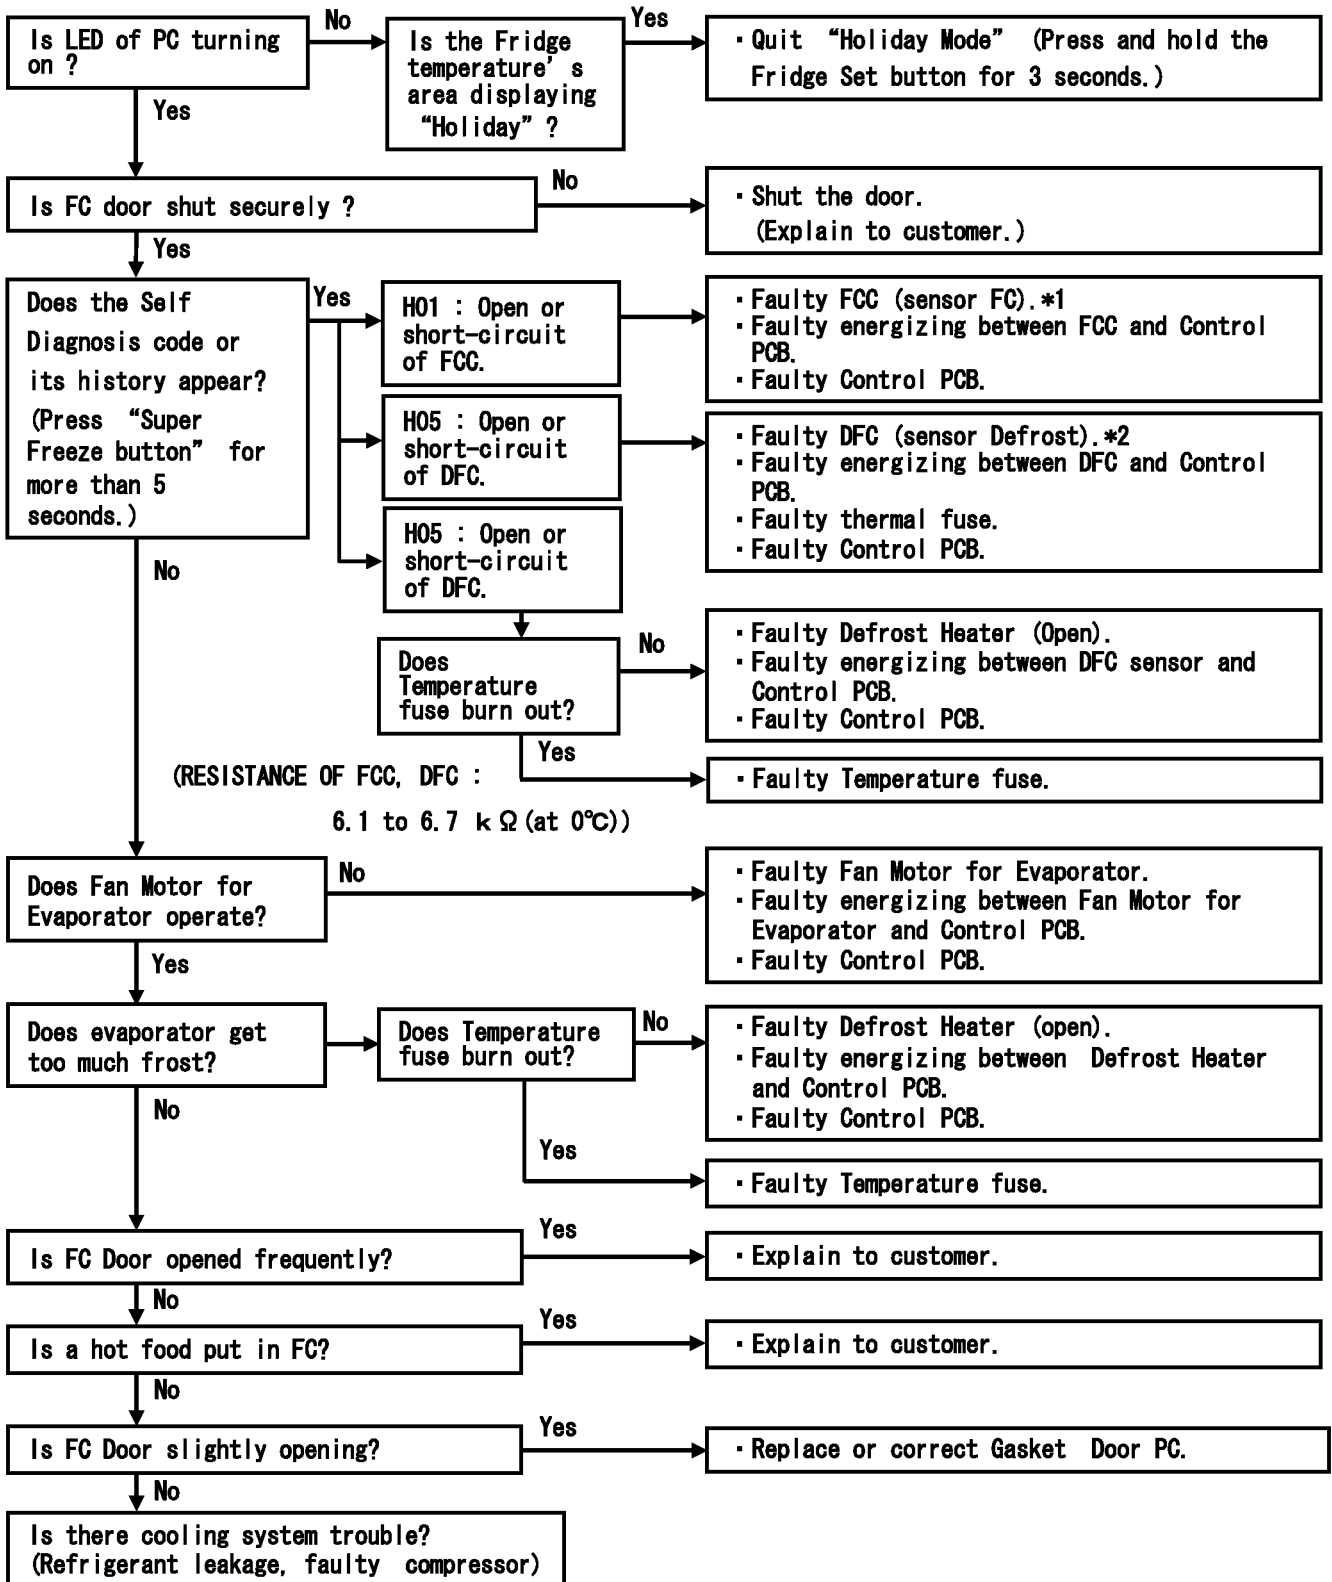 Is LED of PC turning
on ?
No
Is the Fridge
temperature's
area displaying
“Holiday” ?
Yes
・Quit “Holiday Mode” (Press and hold the
Fridge Set button for 3 seconds.)
Yes
Is FC door shut securely ?
No
・Shut the door.
(Explain to customer.)
Yes
Does the Self
Diagnosis code or
its history appear?
(Press “Super
Freeze button” for
more than 5
seconds.)
Yes
H01 : Open or
short-circuit
of FCC.
・Faulty FCC (sensor FC).*1
・Faulty energizing between FCC and Control
PCB.
・Faulty Control PCB.
H05 : Open or
short-circuit
of DFC.
・Faulty DFC (sensor Defrost).*2
・Faulty energizing between DFC and Control
PCB.
・Faulty thermal fuse.
・Faulty Control PCB.
H05 : Open or
short-circuit
of DFC.
No
Does
Temperature
fuse burn out?
No
・Faulty Defrost Heater (Open).
・Faulty energizing between DFC sensor and
Control PCB.
・Faulty Control PCB.
Yes
・Faulty Temperature fuse.
(RESISTANCE OF FCC, DFC :
6.1 to 6.7 kΩ (at 0℃))
Does Fan Motor for
Evaporator operate?
No
・Faulty Fan Motor for Evaporator.
・Faulty energizing between Fan Motor for
Evaporator and Control PCB.
・Faulty Control PCB.
Yes
Does evaporator get
too much frost?
Does Temperature
fuse burn out?
No
・Faulty Defrost Heater (open).
・Faulty energizing between Defrost Heater
and Control PCB.
・Faulty Control PCB.
No
Yes
・Faulty Temperature fuse.
Is FC Door opened frequently?
Yes
・Explain to customer.
No
Is a hot food put in FC?
Yes
・Explain to customer.
No
Is FC Door slightly opening?
Yes
・Replace or correct Gasket Door PC.
No
Is there cooling system trouble?
(Refrigerant leakage, faulty compressor)